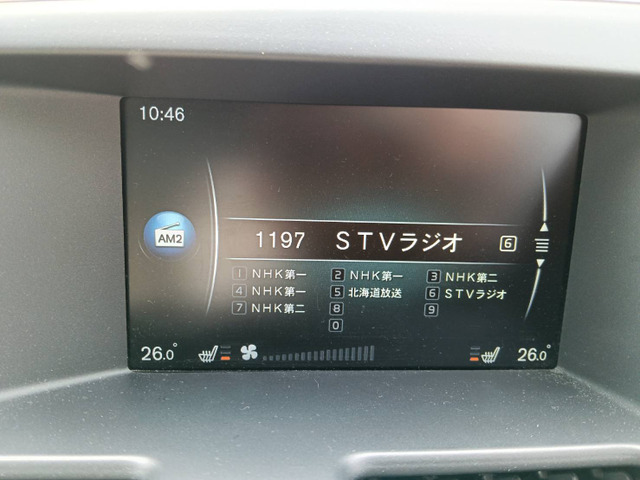 10:46
AM2
1197 STVラジオ 6
1 NHK第一 2 NHK第一 3 NHK第二
4 NHK第一 5 北海道放送 6 STVラジオ
7 NHK第二 8 9
0
26.0 26.0